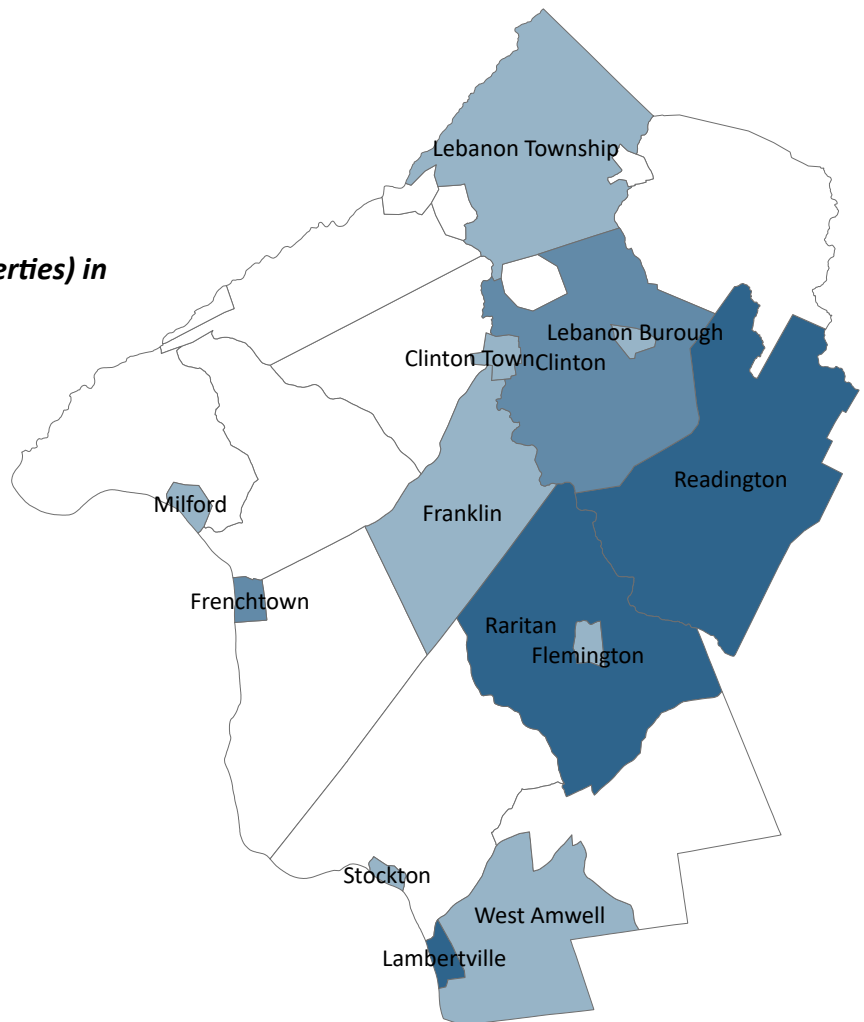 Lebanon Township
erties) in
Lebanon Burough
Clinton Town
Clinton
Readington
Milford
Franklin
Frenchtown
Raritan
Flemington
Stockton
West Amwell
Lambertville